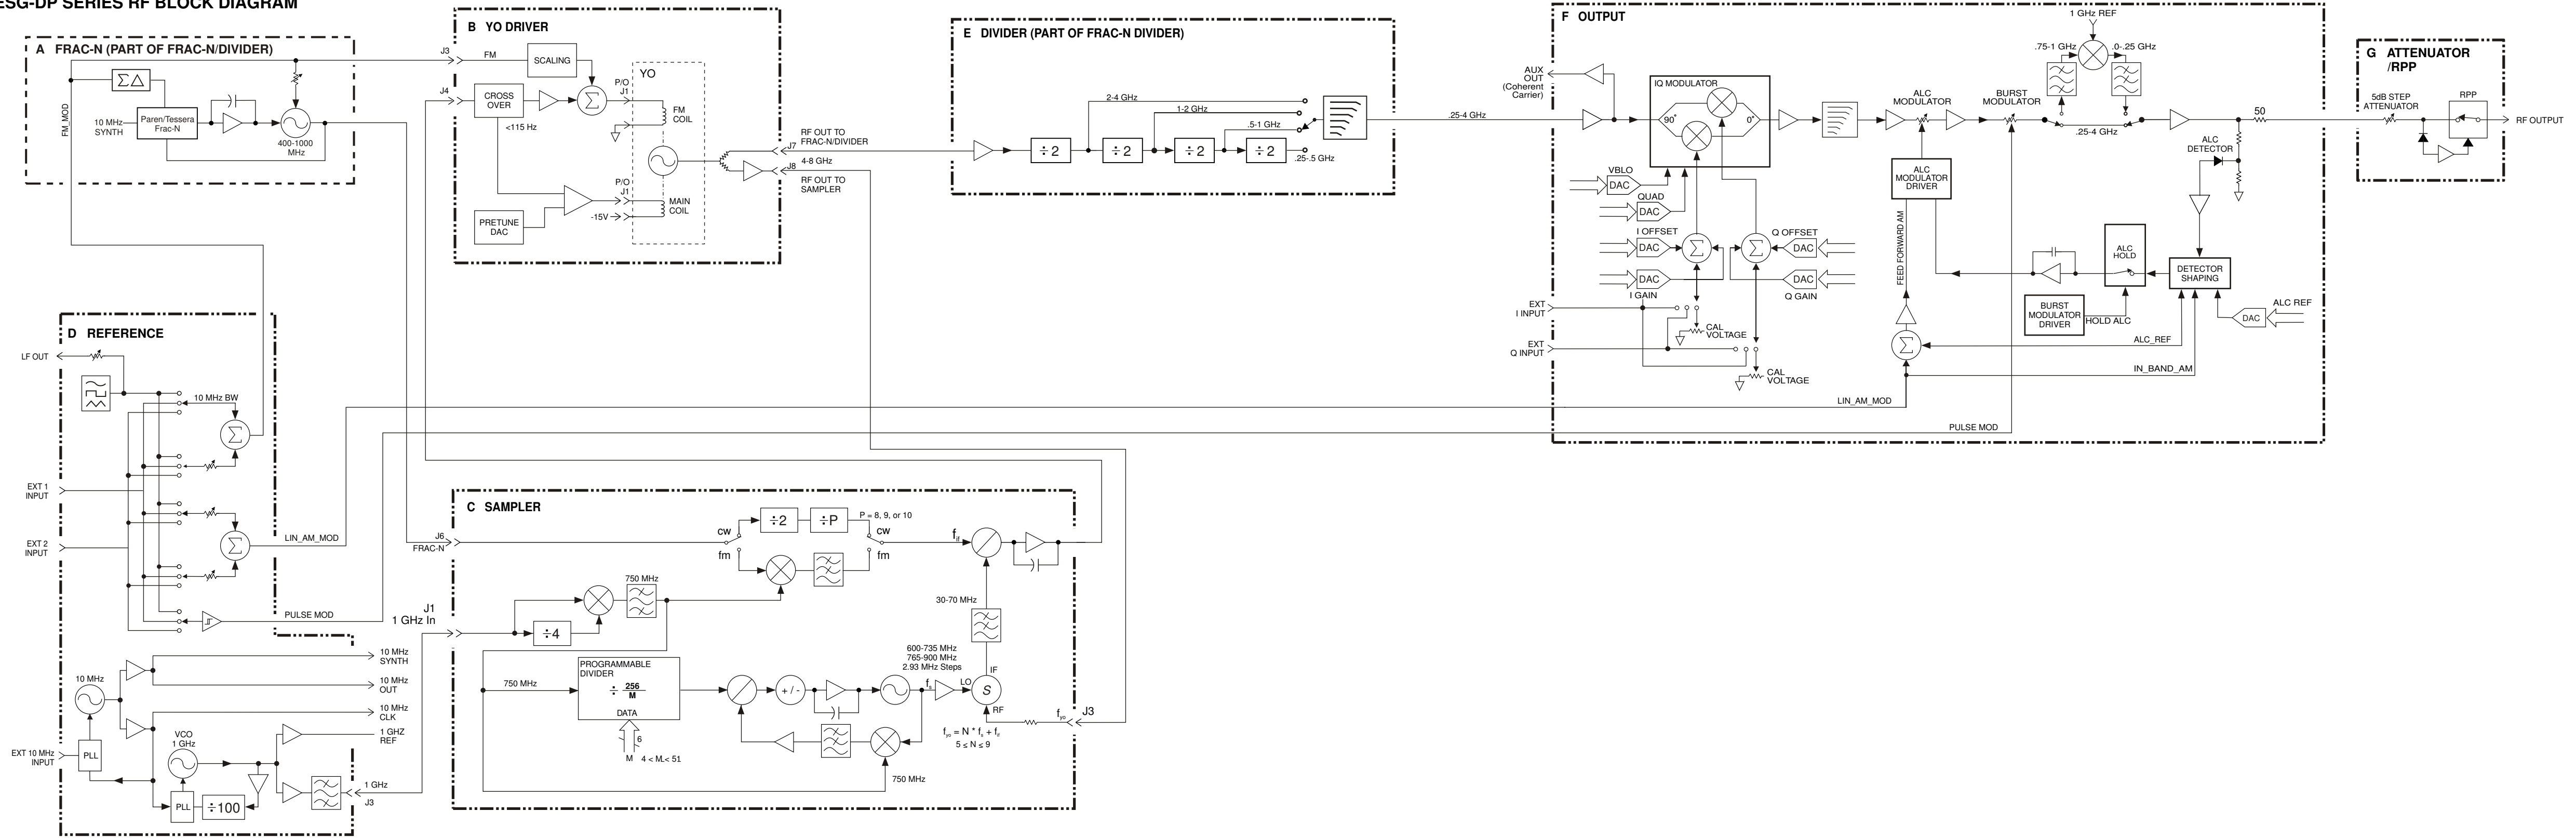 ESG-DP SERIES RF BLOCK DIAGRAM
A FRAC-N (PART OF FRAC-N/DIVIDER)
ΣΔ
FM_MOD
10 MHz
SYNTH
Paren/Tessera
Frac-N
400-1000
MHz
J3
J4
B YO DRIVER
FM
SCALING
CROSS
OVER
<115 Hz
Σ
P/O
J1
YO
FM
COIL
P/O
J1
MAIN
COIL
-15V
PRETUNE
DAC
RF OUT TO
FRAC-N/DIVIDER
J7
4-8 GHz
J8
RF OUT TO
SAMPLER
E DIVIDER (PART OF FRAC-N DIVIDER)
2-4 GHz
1-2 GHz
.5-1 GHz
.25-.5 GHz
÷2
÷2
÷2
÷2
.25-4 GHz
F OUTPUT
AUX
OUT
(Coherent
Carrier)
IQ MODULATOR
90°
0°
VBLO
DAC
QUAD
DAC
I OFFSET
DAC
Σ
Σ
Q OFFSET
DAC
DAC
I GAIN
DAC
Q GAIN
EXT
I INPUT
CAL
VOLTAGE
EXT
Q INPUT
CAL
VOLTAGE
ALC
MODULATOR
BURST
MODULATOR
1 GHz REF
.75-1 GHz
.0-.25 GHz
.25-4 GHz
50
ALC
DETECTOR
ALC
MODULATOR
DRIVER
FEED FORWARD AM
ALC
HOLD
DETECTOR
SHAPING
BURST
MODULATOR
DRIVER
HOLD ALC
ALC REF
DAC
Σ
ALC_REF
IN_BAND_AM
LIN_AM_MOD
PULSE MOD
G ATTENUATOR
/RPP
5dB STEP
ATTENUATOR
RPP
RF OUTPUT
D REFERENCE
LF OUT
10 MHz BW
Σ
EXT 1
INPUT
EXT 2
INPUT
Σ
LIN_AM_MOD
PULSE MOD
10 MHz
SYNTH
10 MHz
10 MHz
OUT
10 MHz
CLK
VCO
1 GHz
1 GHZ
REF
EXT 10 MHz
INPUT
PLL
PLL
÷100
1 GHz
J3
C SAMPLER
J6
FRAC-N
J1
1 GHz In
cw
fm
÷2
÷P
P = 8, 9, or 10
cw
fm
fif
750 MHz
÷4
30-70 MHz
PROGRAMMABLE
DIVIDER
÷ 256
M
DATA
750 MHz
6
M 4 < M < 51
+ / -
600-735 MHz
765-900 MHz
2.93 MHz Steps
fs
LO
IF
S
RF
fyo
J3
fyo = N * fs + fif
5 ≤ N ≤ 9
750 MHz